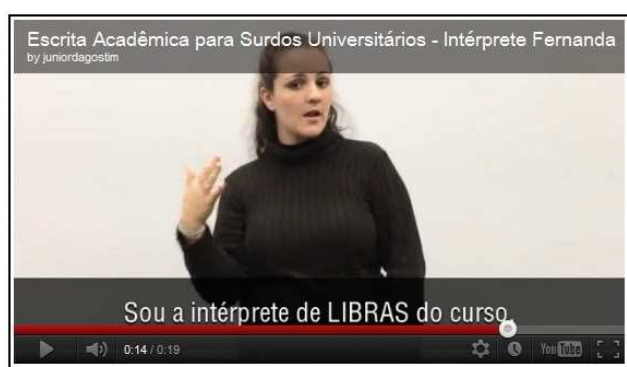 Escrita Acadêmica para Surdos Universitários - Intérprete Fernanda
by juniordagostim
Sou a intérprete de LIBRAS do curso.
0:14 / 0:19
YouTube